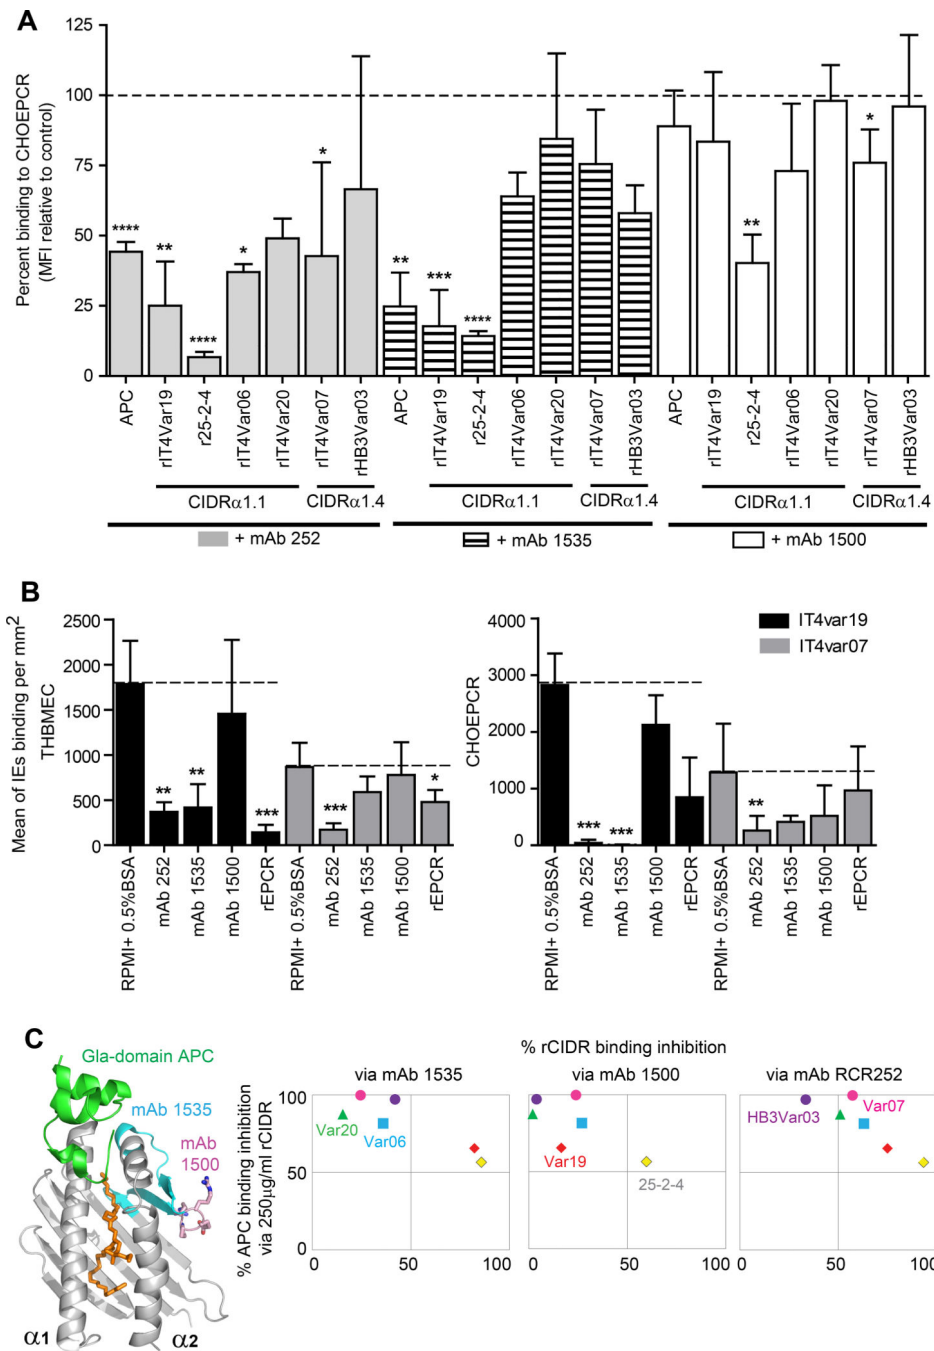 A
Percent binding to CHOEPCR
(MFI relative to control)
125
100
75
50
25
0
**** ** **** * * ** *** **** ** *
APC rIT4Var19 r25-2-4 rIT4Var06 rIT4Var20 rIT4Var07 rHB3Var03 APC rIT4Var19 r25-2-4 rIT4Var06 rIT4Var20 rIT4Var07 rHB3Var03 APC rIT4Var19 r25-2-4 rIT4Var06 rIT4Var20 rIT4Var07 rHB3Var03
CIDRα1.1 CIDRα1.4 CIDRα1.1 CIDRα1.4 CIDRα1.1 CIDRα1.4
+ mAb 252 + mAb 1535 + mAb 1500
B
Mean of IEs binding per mm2
THBMEC
2500
2000
1500
1000
500
0
** ** *** *** *
RPMI+ 0.5%BSA mAb 252 mAb 1535 mAb 1500 rEPCR RPMI+ 0.5%BSA mAb 252 mAb 1535 mAb 1500 rEPCR
CHOEPCR
4000
3000
2000
1000
0
*** *** **
RPMI+ 0.5%BSA mAb 252 mAb 1535 mAb 1500 rEPCR RPMI+ 0.5%BSA mAb 252 mAb 1535 mAb 1500 rEPCR
IT4var19
IT4var07
C
Gla-domain APC
mAb 1535
mAb
1500
α1 α2
% rCIDR binding inhibition
via mAb 1535 via mAb 1500 via mAb RCR252
% APC binding inhibition
via 250µg/ml rCIDR
100
50
0
Var20
Var06
Var19
25-2-4
HB3Var03
Var07
0 50 100 0 50 100 0 50 100